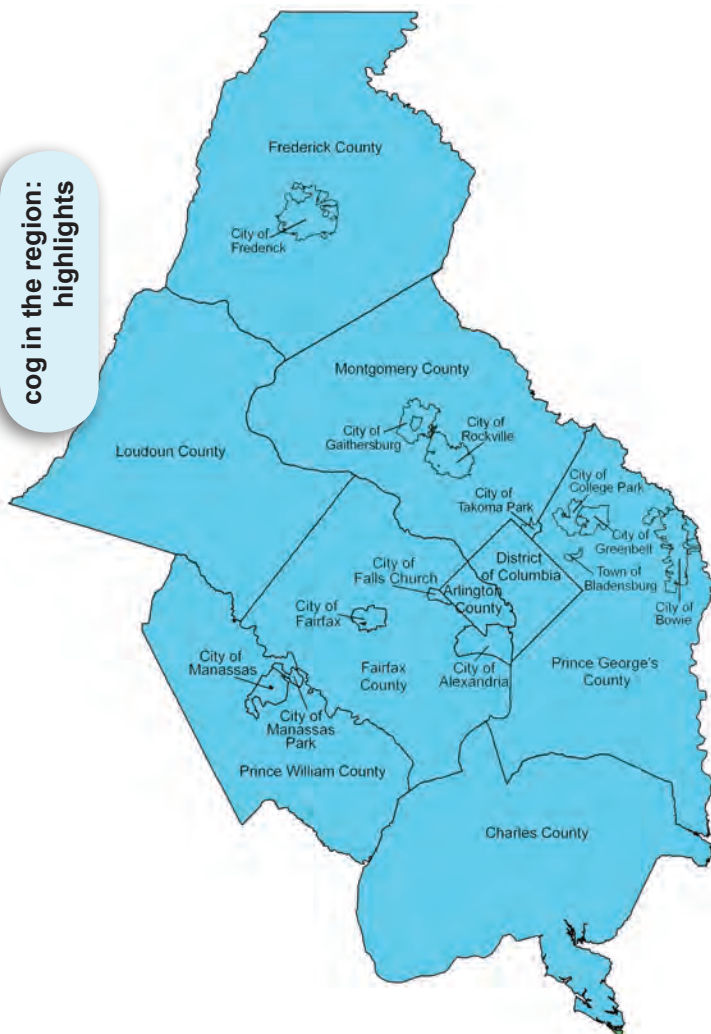 cog in the region:
highlights
Frederick County
City of
Frederick
Montgomery County
City of
Gaithersburg
City of
Rockville
Loudoun County
City of
Takoma Park
City of
College Park
City of
Greenbelt
District
of Columbia
Town of
Bladensburg
City of
Falls Church
Arlington
County
City of
Bowie
City of
Fairfax
City of
Manassas
Fairfax
County
City of
Alexandria
Prince George's
County
City of
Manassas
Park
Prince William County
Charles County